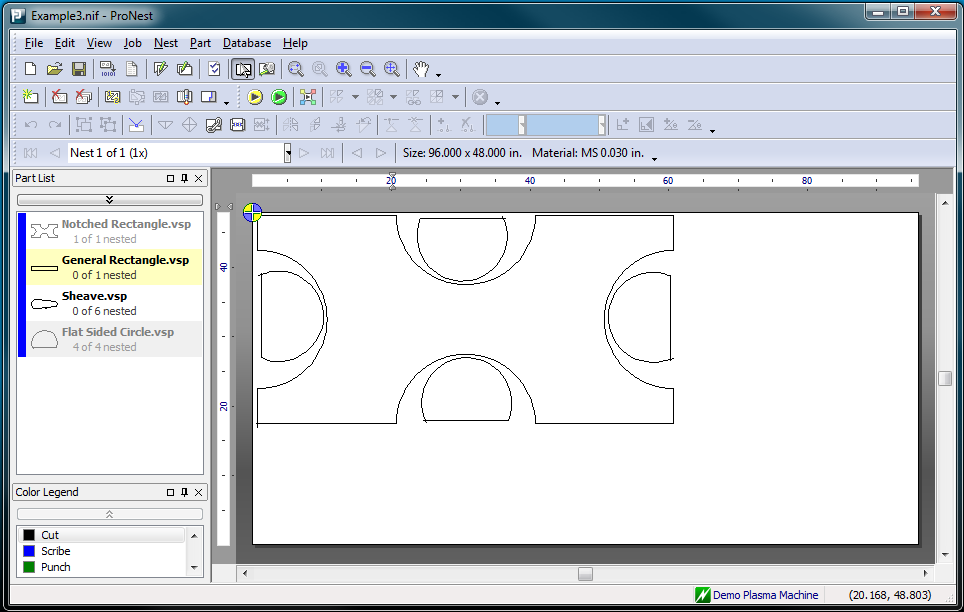 Example3.nif - ProNest
File Edit View Job Nest Part Database Help
Nest 1 of 1 (1x) Size: 96.000 x 48.000 in. Material: MS 0.030 in.
Part List
20 40 60 80
Notched Rectangle.vsp
1 of 1 nested
General Rectangle.vsp
0 of 1 nested
40
Sheave.vsp
0 of 6 nested
Flat Sided Circle.vsp
4 of 4 nested
20
Color Legend
Cut
Scribe
Punch
Demo Plasma Machine (20.168, 48.803)